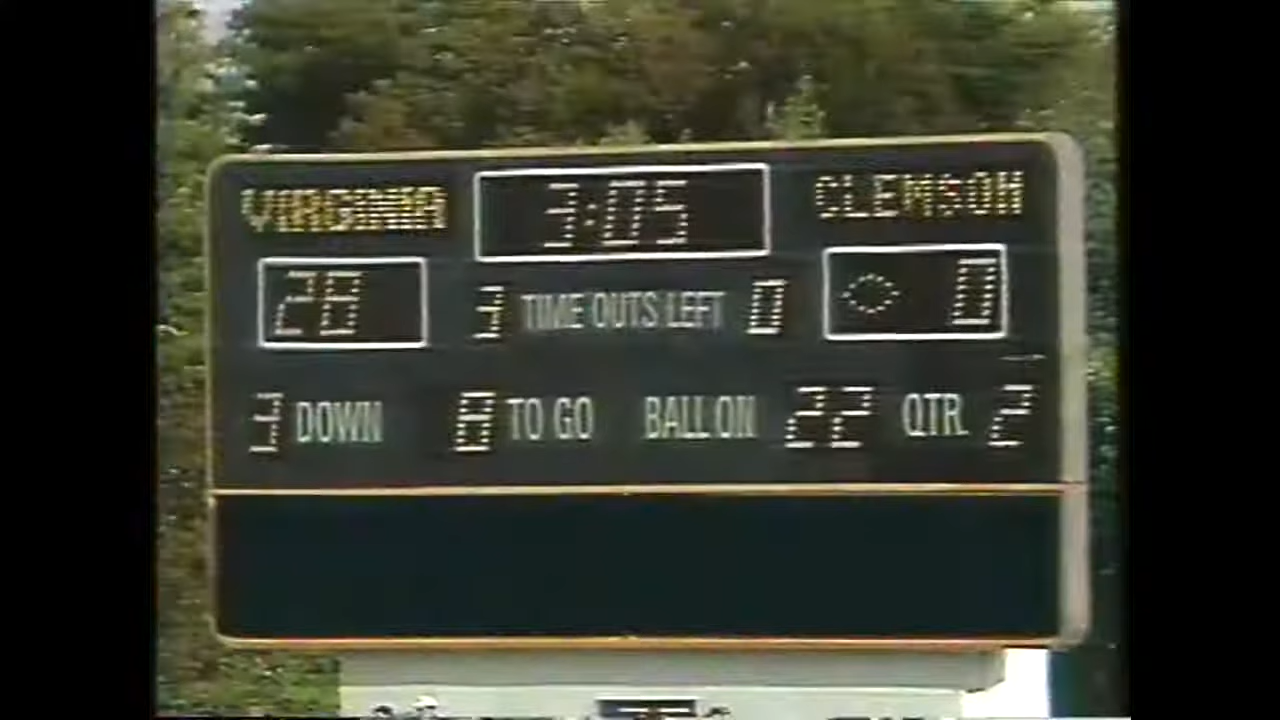 VIRGINIA 3:05 CLEMSON
28 3 TIME OUTS LEFT 0 0
3 DOWN 8 TO GO BALL ON 22 QTR. 2